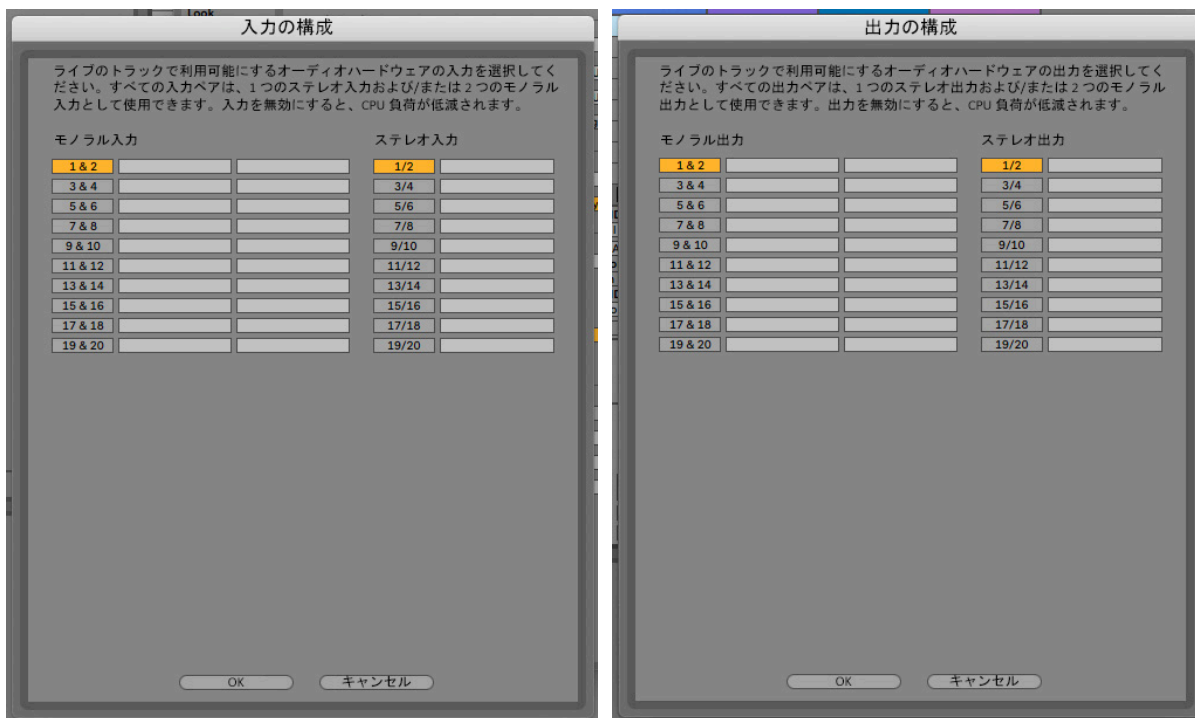 Look
入力の構成
ライブのトラックで利用可能にするオーディオハードウェアの入力を選択してく
ださい。すべての入力ペアは、1 つのステレオ入力および/または 2 つのモノラル
入力として使用できます。入力を無効にすると、CPU 負荷が低減されます。
モノラル入力
ステレオ入力
1 & 2
1/2
3 & 4
3/4
5 & 6
5/6
7 & 8
7/8
9 & 10
9/10
11 & 12
11/12
13 & 14
13/14
15 & 16
15/16
17 & 18
17/18
19 & 20
19/20
OK
キャンセル
出力の構成
ライブのトラックで利用可能にするオーディオハードウェアの出力を選択してく
ださい。すべての出力ペアは、1 つのステレオ出力および/または 2 つのモノラル
出力として使用できます。出力を無効にすると、CPU 負荷が低減されます。
モノラル出力
ステレオ出力
1 & 2
1/2
3 & 4
3/4
5 & 6
5/6
7 & 8
7/8
9 & 10
9/10
11 & 12
11/12
13 & 14
13/14
15 & 16
15/16
17 & 18
17/18
19 & 20
19/20
OK
キャンセル